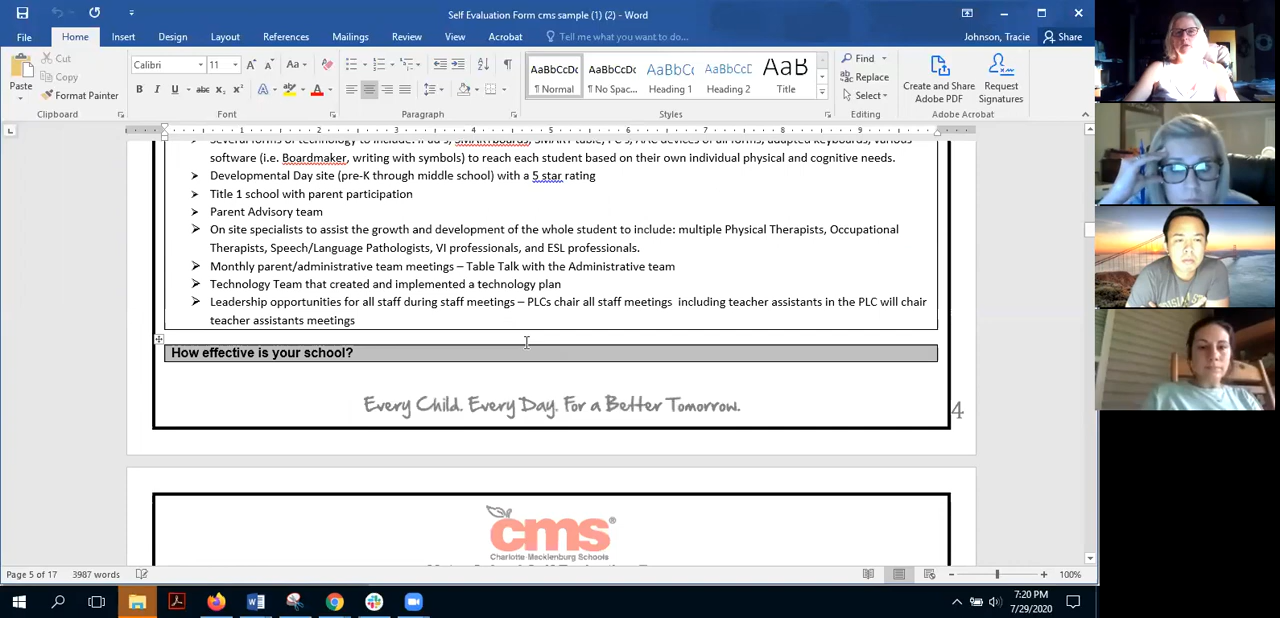 Self Evaluation Form cms sample (1) (2) - Word
File Home Insert Design Layout References Mailings Review View Acrobat Tell me what you want to do... Johnson, Tracie Share
Paste
Cut
Copy
Format Painter
Clipboard
Calibri 11
Font
Paragraph
AaBbCcDc AaBbCcDc AaBbCc AaBbCcD AaB
¶ Normal ¶ No Spac... Heading 1 Heading 2 Title
Styles
Find
Replace
Select
Editing
Create and Share Adobe PDF
Request Signatures
Adobe Acrobat
1 2 3 4 5 6 7 8 9
software (i.e. Boardmaker, writing with symbols) to reach each student based on their own individual physical and cognitive needs.
Developmental Day site (pre-K through middle school) with a 5 star rating
Title 1 school with parent participation
Parent Advisory team
On site specialists to assist the growth and development of the whole student to include: multiple Physical Therapists, Occupational
Therapists, Speech/Language Pathologists, VI professionals, and ESL professionals.
Monthly parent/administrative team meetings – Table Talk with the Administrative team
Technology Team that created and implemented a technology plan
Leadership opportunities for all staff during staff meetings – PLCs chair all staff meetings including teacher assistants in the PLC will chair
teacher assistants meetings
How effective is your school?
Every Child. Every Day. For a Better Tomorrow.
4
cms
Charlotte-Mecklenburg Schools
Page 5 of 17 3987 words 100%
7:20 PM
7/29/2020